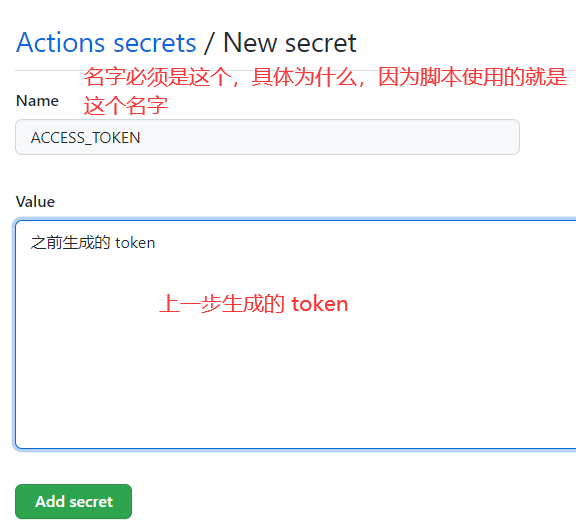 Actions secrets / New secret
名字必须是这个，具体为什么，因为脚本使用的就是
Name
这个名字
ACCESS_TOKEN
Value
之前生成的 token
上一步生成的 token
Add secret